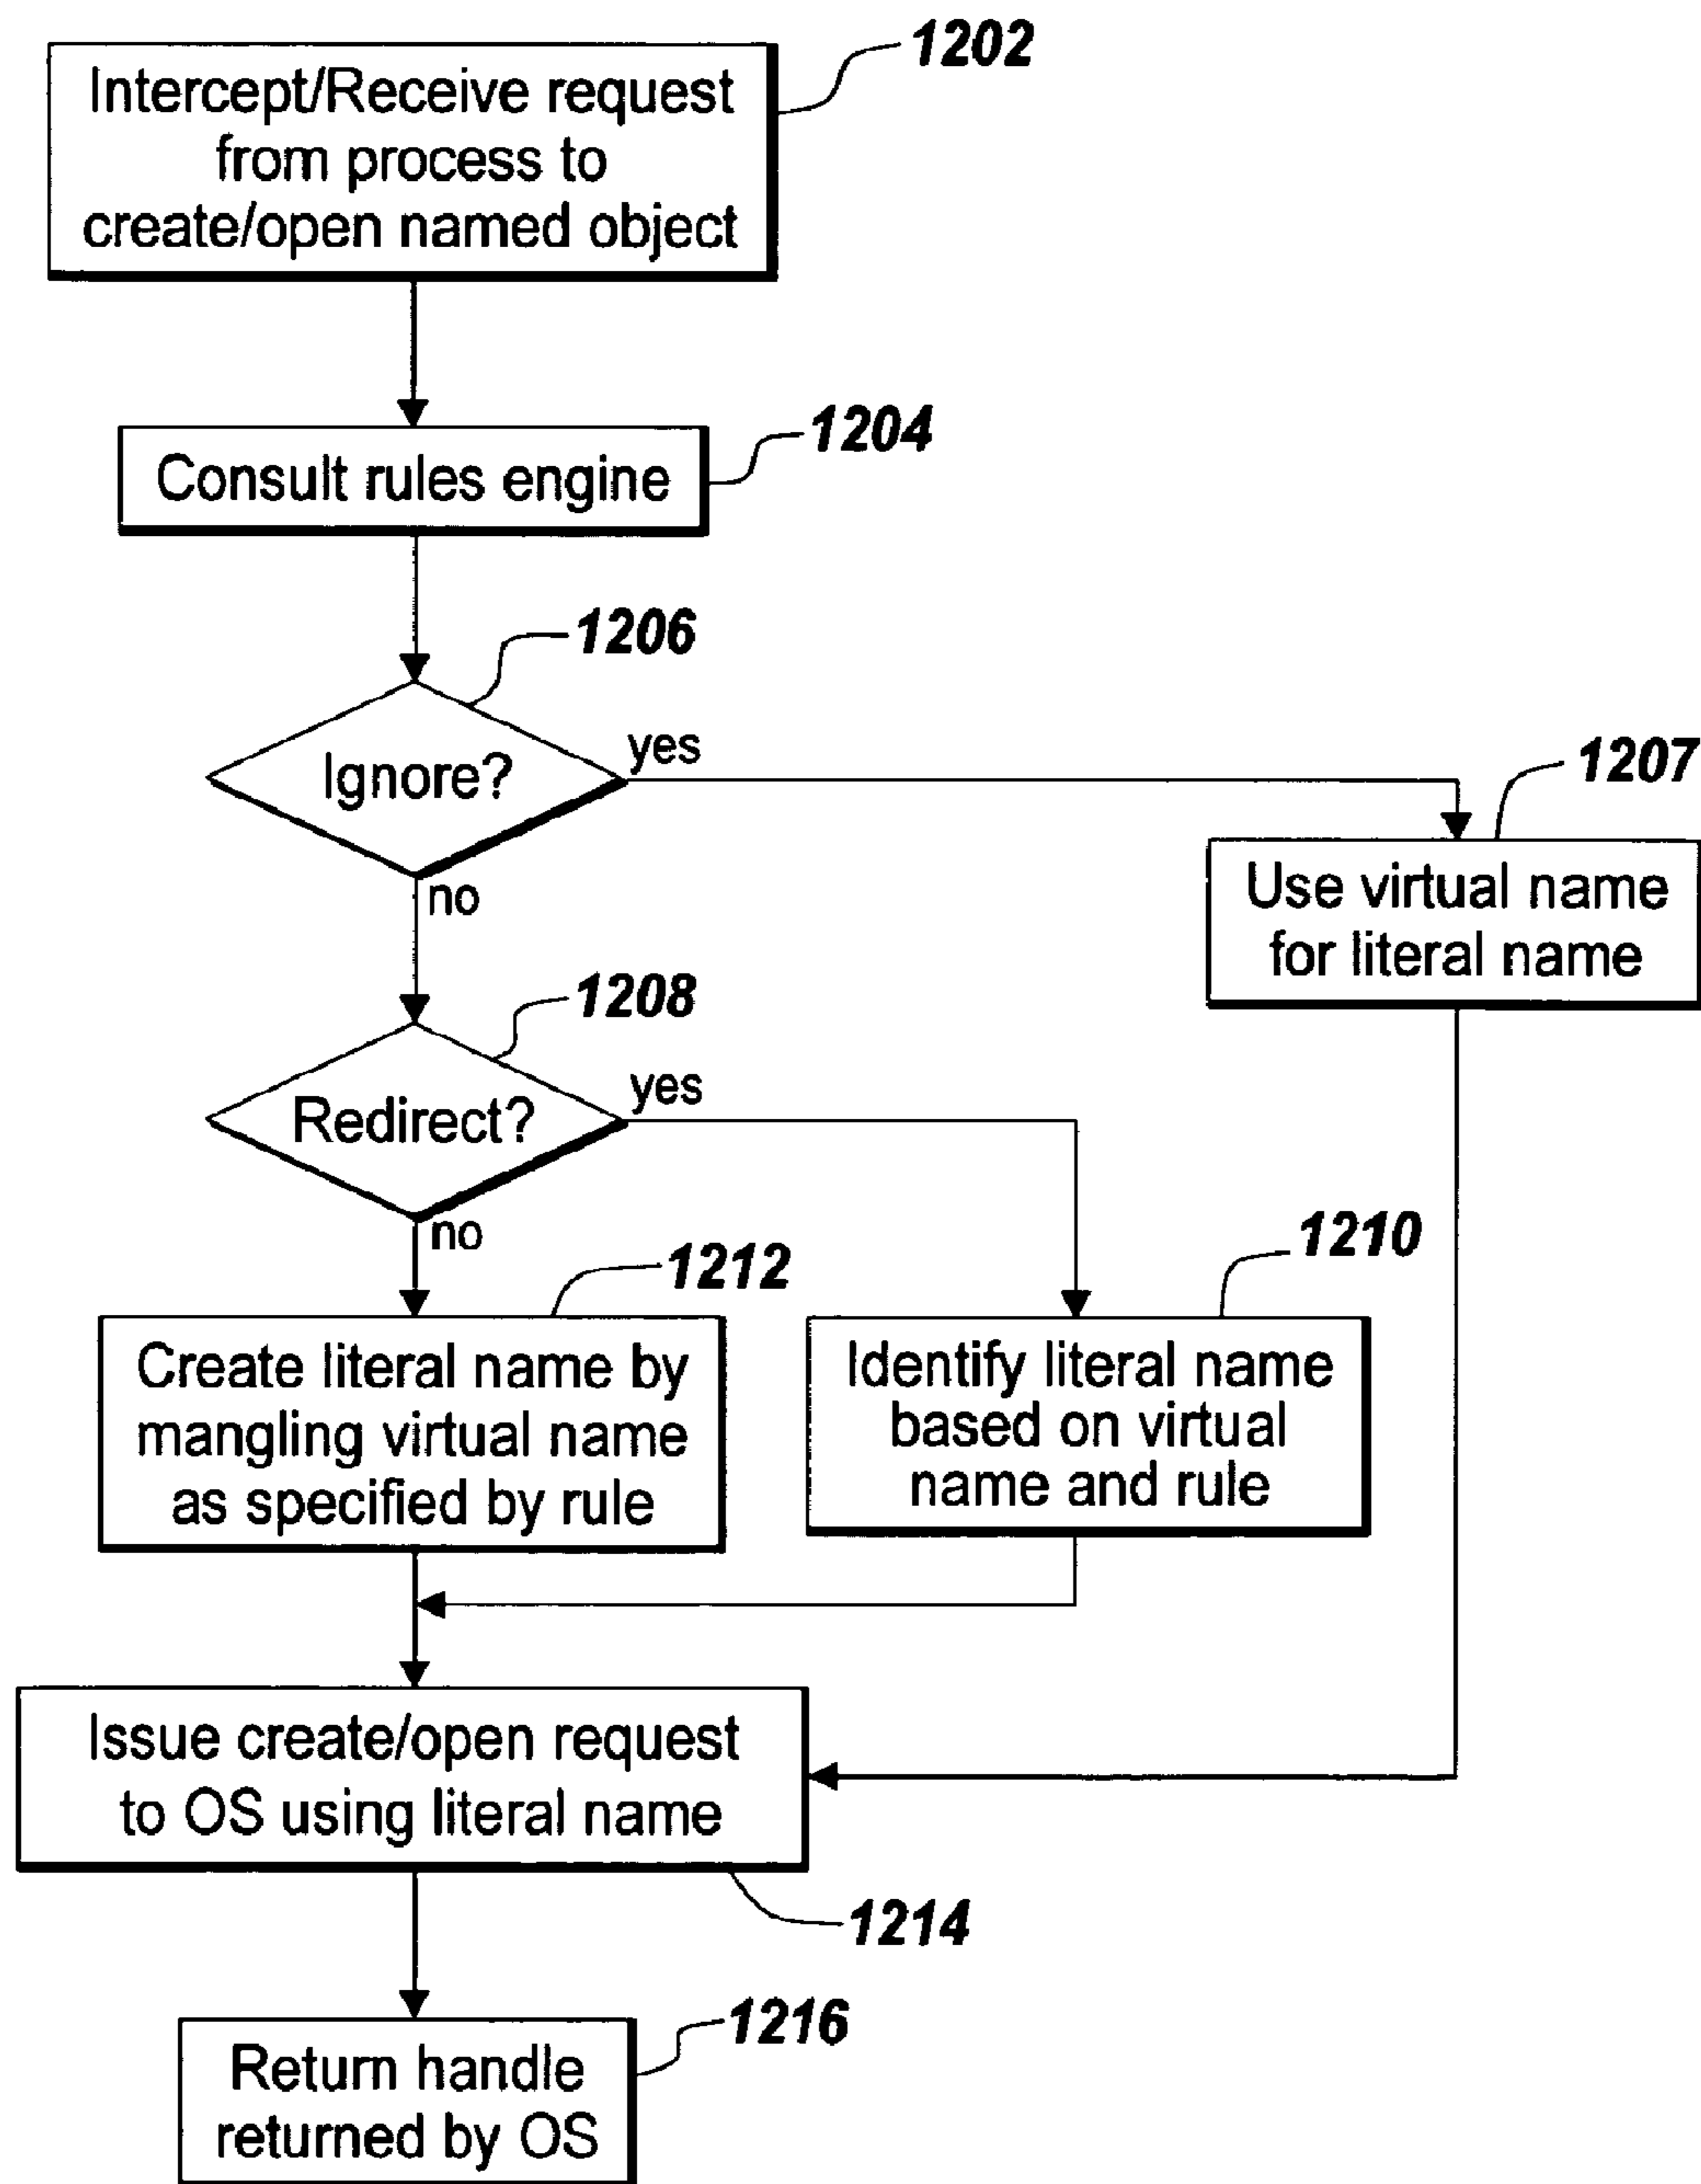 1202
Intercept/Receive request
from process to
create/open named object
1204
Consult rules engine
1206
Ignore?
yes
no
1207
Use virtual name
for literal name
1208
Redirect?
yes
no
1212
Create literal name by
mangling virtual name
as specified by rule
1210
Identify literal name
based on virtual
name and rule
Issue create/open request
to OS using literal name
1214
1216
Return handle
returned by OS